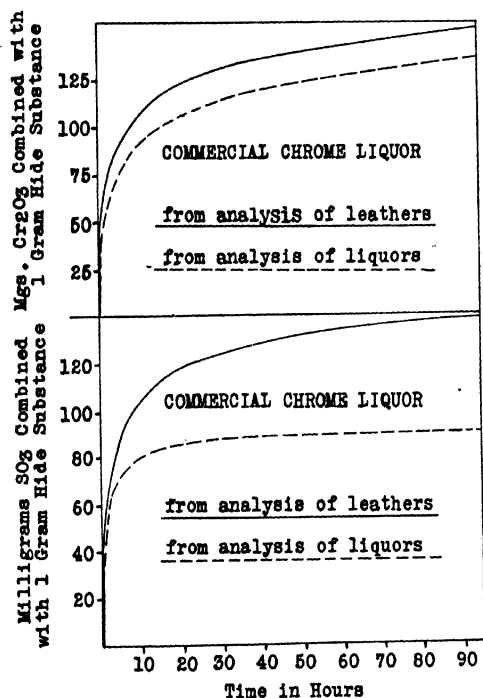 Mgs. Cr2O3 Combined with
1 Gram Hide Substance
125
100
75
50
25
COMMERCIAL CHROME LIQUOR
from analysis of leathers
from analysis of liquors
Milligrams SO3 Combined
with 1 Gram Hide Substance
120
100
80
60
40
20
COMMERCIAL CHROME LIQUOR
from analysis of leathers
from analysis of liquors
10 20 30 40 50 60 70 80 90
Time in Hours